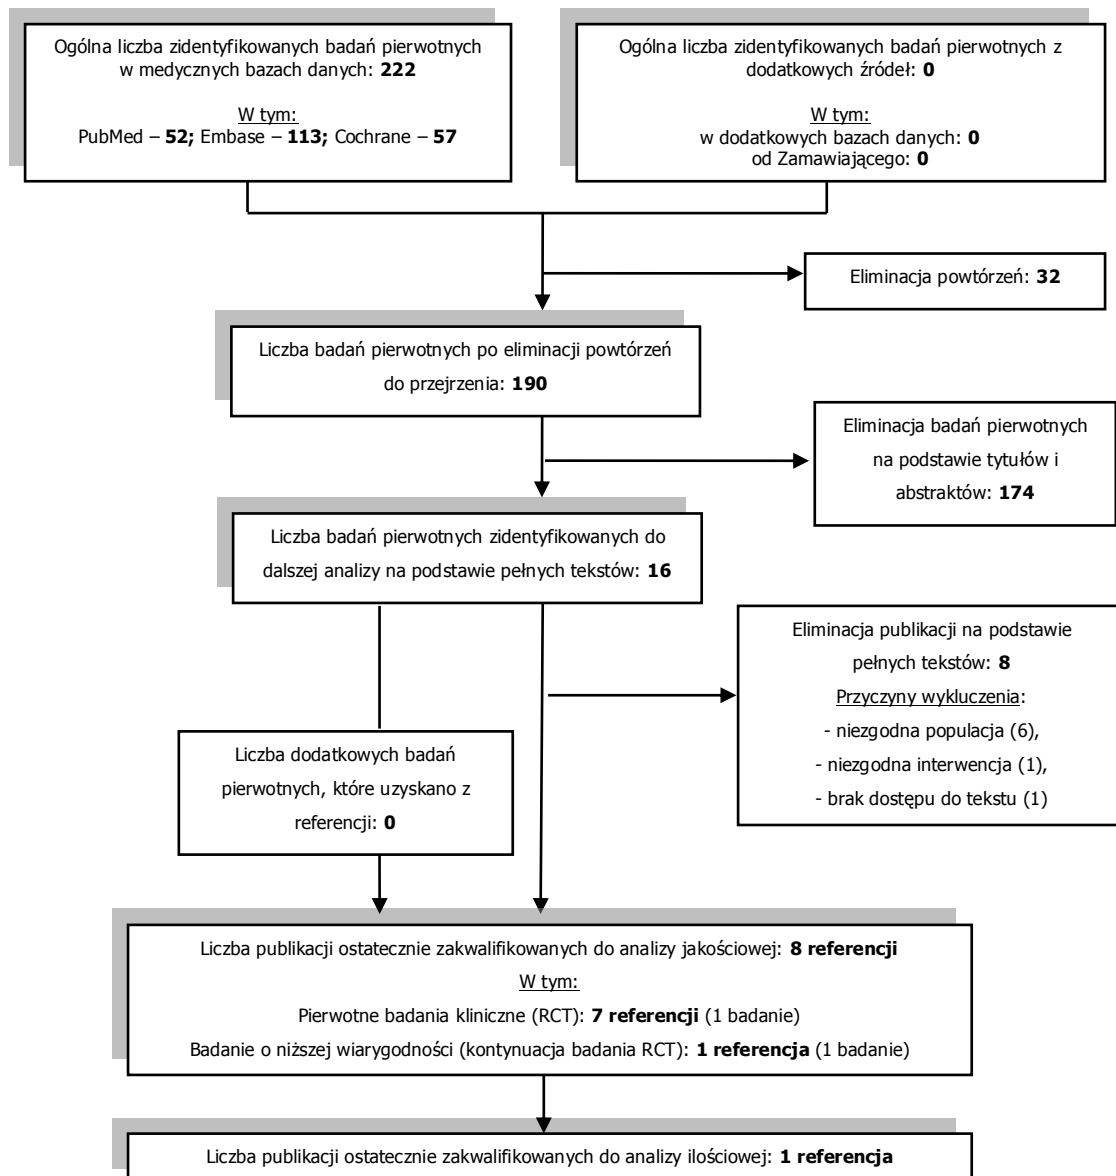 Ogólna liczba zidentyfikowanych badań pierwotnych
w medycznych bazach danych: 222
W tym:
PubMed – 52; Embase – 113; Cochrane – 57
Ogólna liczba zidentyfikowanych badań pierwotnych z
dodatkowych źródeł: 0
W tym:
w dodatkowych bazach danych: 0
od Zamawiającego: 0
Eliminacja powtórzeń: 32
Liczba badań pierwotnych po eliminacji powtórzeń
do przejrzenia: 190
Eliminacja badań pierwotnych
na podstawie tytułów i
abstraktów: 174
Liczba badań pierwotnych zidentyfikowanych do
dalszej analizy na podstawie pełnych tekstów: 16
Eliminacja publikacji na podstawie
pełnych tekstów: 8
Przyczyny wykluczenia:
- niezgodna populacja (6),
- niezgodna interwencja (1),
- brak dostępu do tekstu (1)
Liczba dodatkowych badań
pierwotnych, które uzyskano z
referencji: 0
Liczba publikacji ostatecznie zakwalifikowanych do analizy jakościowej: 8 referencji
W tym:
Pierwotne badania kliniczne (RCT): 7 referencji (1 badanie)
Badanie o niższej wiarygodności (kontynuacja badania RCT): 1 referencja (1 badanie)
Liczba publikacji ostatecznie zakwalifikowanych do analizy ilościowej: 1 referencja